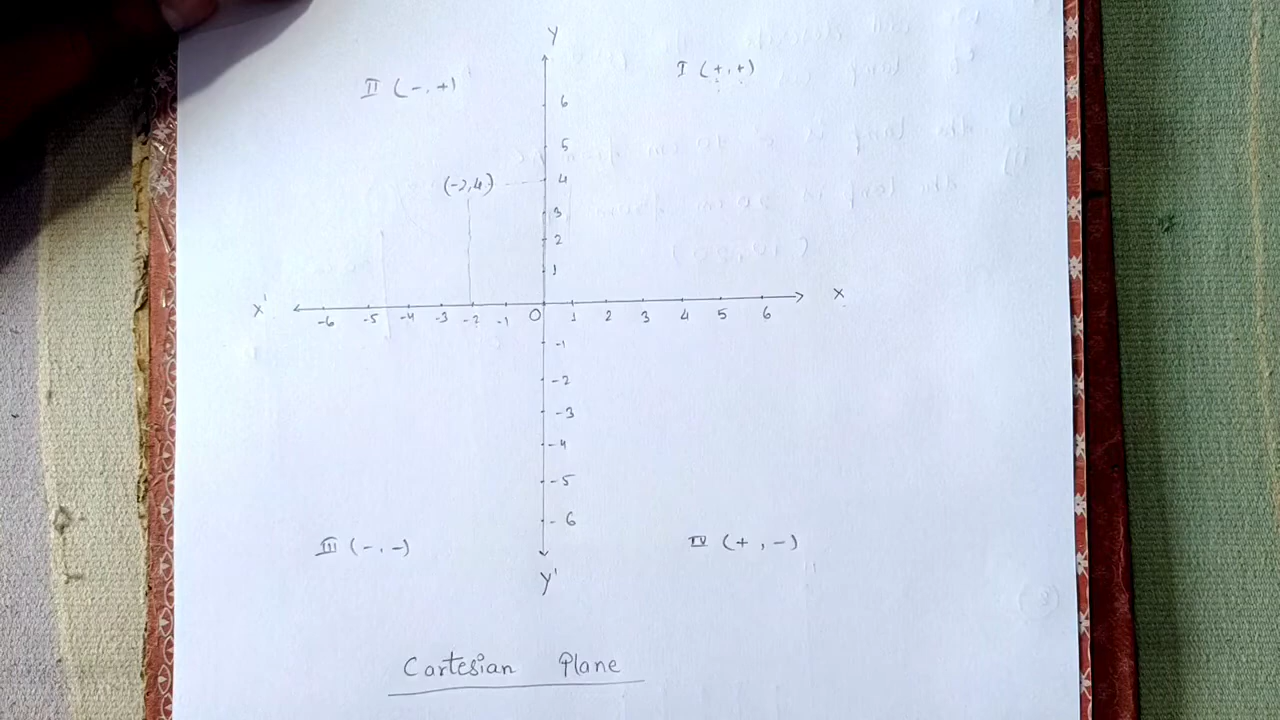 Y
II (-,+)
I (+,+)
6
5
(-2,4)
4
3
2
1
X'
-6 -5 -4 -3 -2 -1 0 1 2 3 4 5 6
X
-1
-2
-3
-4
-5
-6
III (-,-)
IV (+,-)
Y'
Cartesian Plane